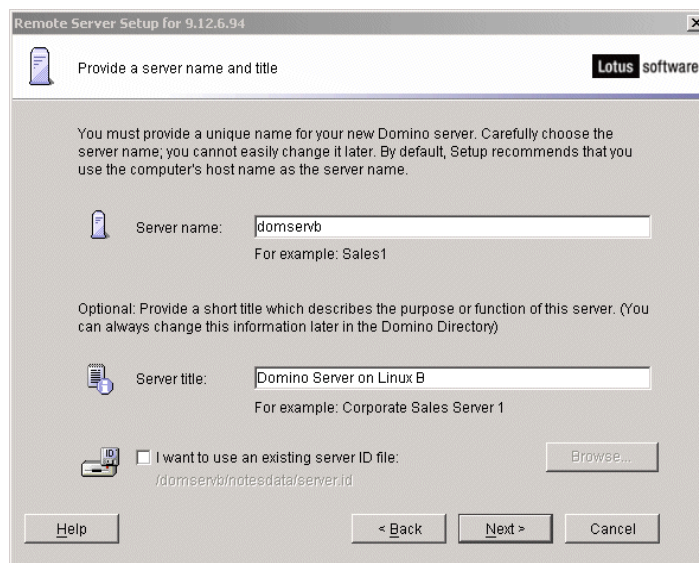 Remote Server Setup for 9.12.6.94
Provide a server name and title
Lotus software
You must provide a unique name for your new Domino server. Carefully choose the
server name; you cannot easily change it later. By default, Setup recommends that you
use the computer's host name as the server name.
Server name: domservb
For example: Sales1
Optional: Provide a short title which describes the purpose or function of this server. (You
can always change this information later in the Domino Directory)
Server title: Domino Server on Linux B
For example: Corporate Sales Server 1
ID
I want to use an existing server ID file: Browse...
/domservb/notesdata/server.id
Help < Back Next > Cancel